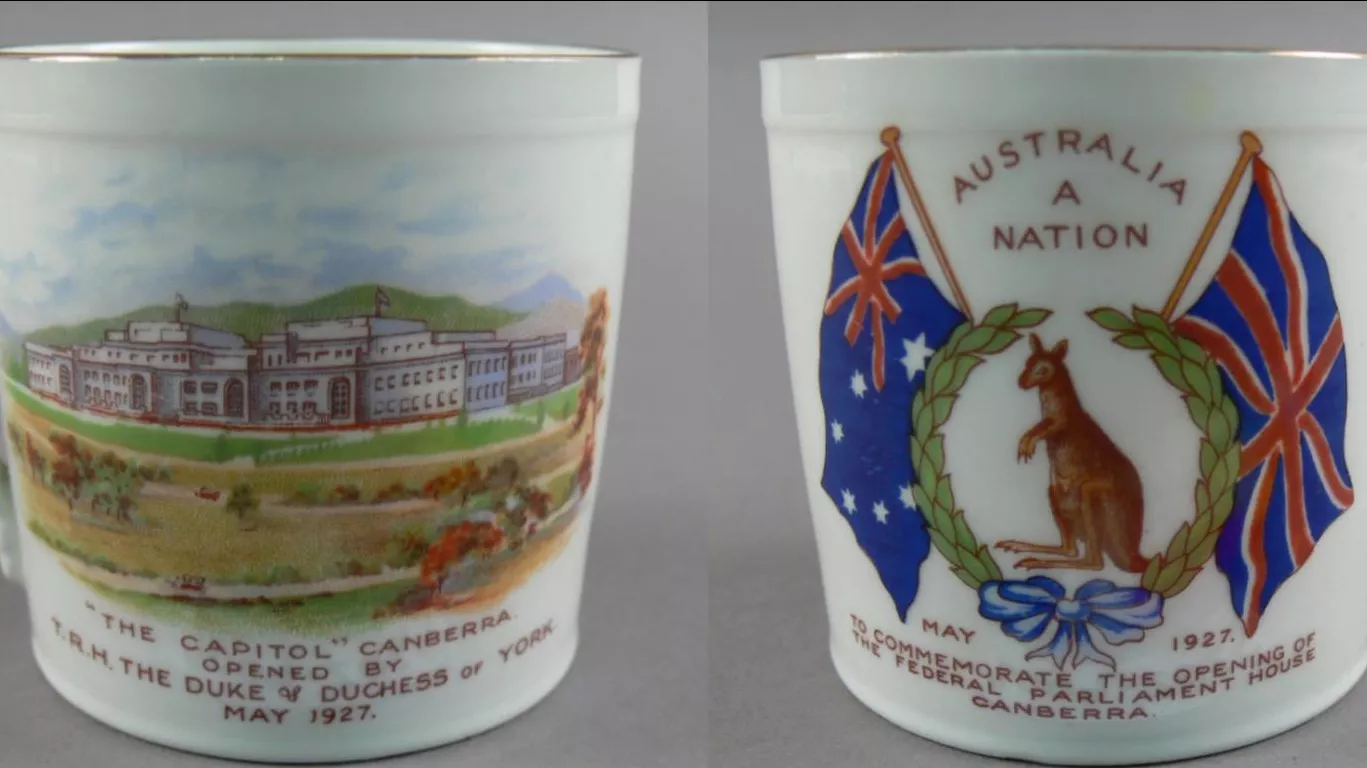 "THE CAPITOL" CANBERRA.
OPENED BY
T.R.H. THE DUKE & DUCHESS OF YORK
MAY 1927.
AUSTRALIA
A
NATION
MAY 1927.
TO COMMEMORATE THE OPENING OF
THE FEDERAL PARLIAMENT HOUSE
CANBERRA.